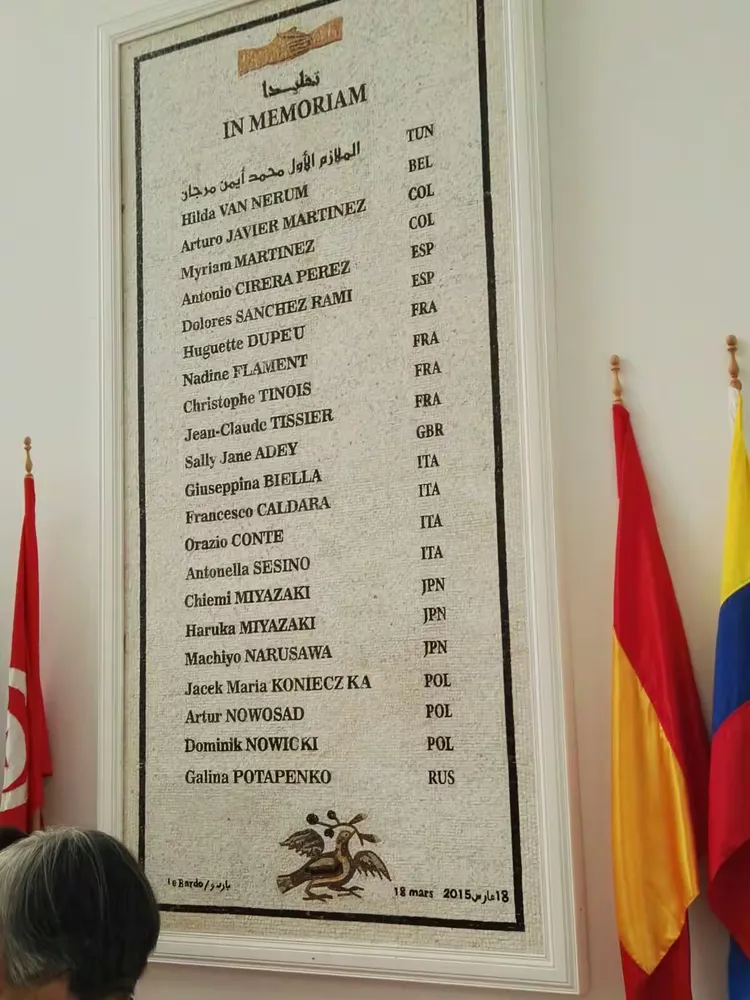 تخليدا
IN MEMORIAM
الملازم الأول محمد أيمن مرجان TUN
Hilda VAN NERUM BEL
Arturo JAVIER MARTINEZ COL
Myriam MARTINEZ COL
Antonio CIRERA PEREZ ESP
Dolores SANCHEZ RAMI ESP
Huguette DUPEU FRA
Nadine FLAMENT FRA
Christophe TINOIS FRA
Jean-Claude TISSIER FRA
Sally Jane ADEY GBR
Giuseppina BIELLA ITA
Francesco CALDARA ITA
Orazio CONTE ITA
Antonella SESINO ITA
Chiemi MIYAZAKI JPN
Haruka MIYAZAKI JPN
Machiyo NARUSAWA JPN
Jacek Maria KONIECZKA POL
Artur NOWOSAD POL
Dominik NOWICKI POL
Galina POTAPENKO RUS
le Bardo/باردو 18 mars 2015 مارس 18